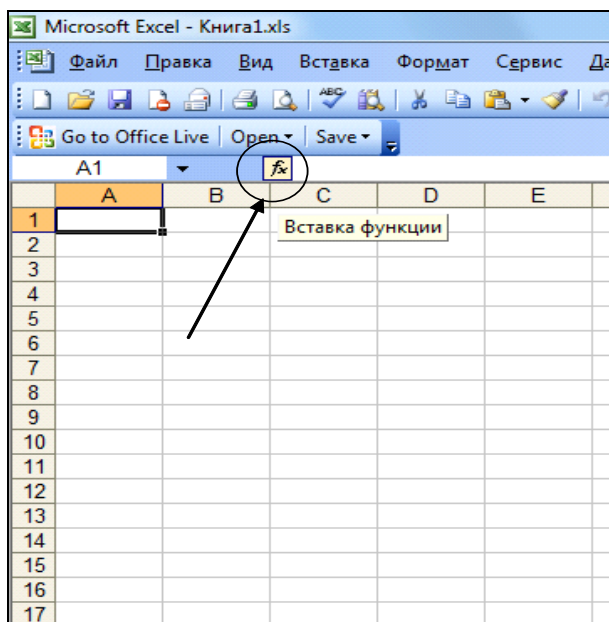 Microsoft Excel - Книга1.xls
Файл Правка Вид Вставка Формат Сервис Да
ABC
Go to Office Live Open Save
A1 fx
A B C D E
1
Вставка функции
2
3
4
5
6
7
8
9
10
11
12
13
14
15
16
17